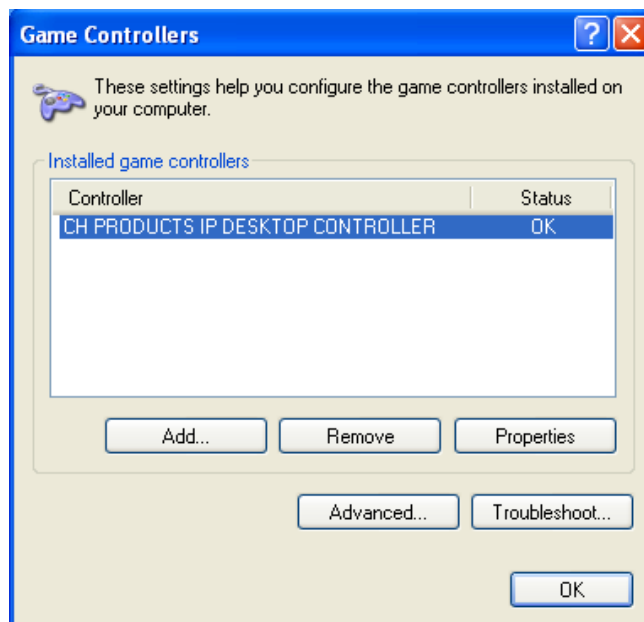 Game Controllers
These settings help you configure the game controllers installed on
your computer.
Installed game controllers
Controller Status
CH PRODUCTS IP DESKTOP CONTROLLER OK
Add... Remove Properties
Advanced... Troubleshoot...
OK